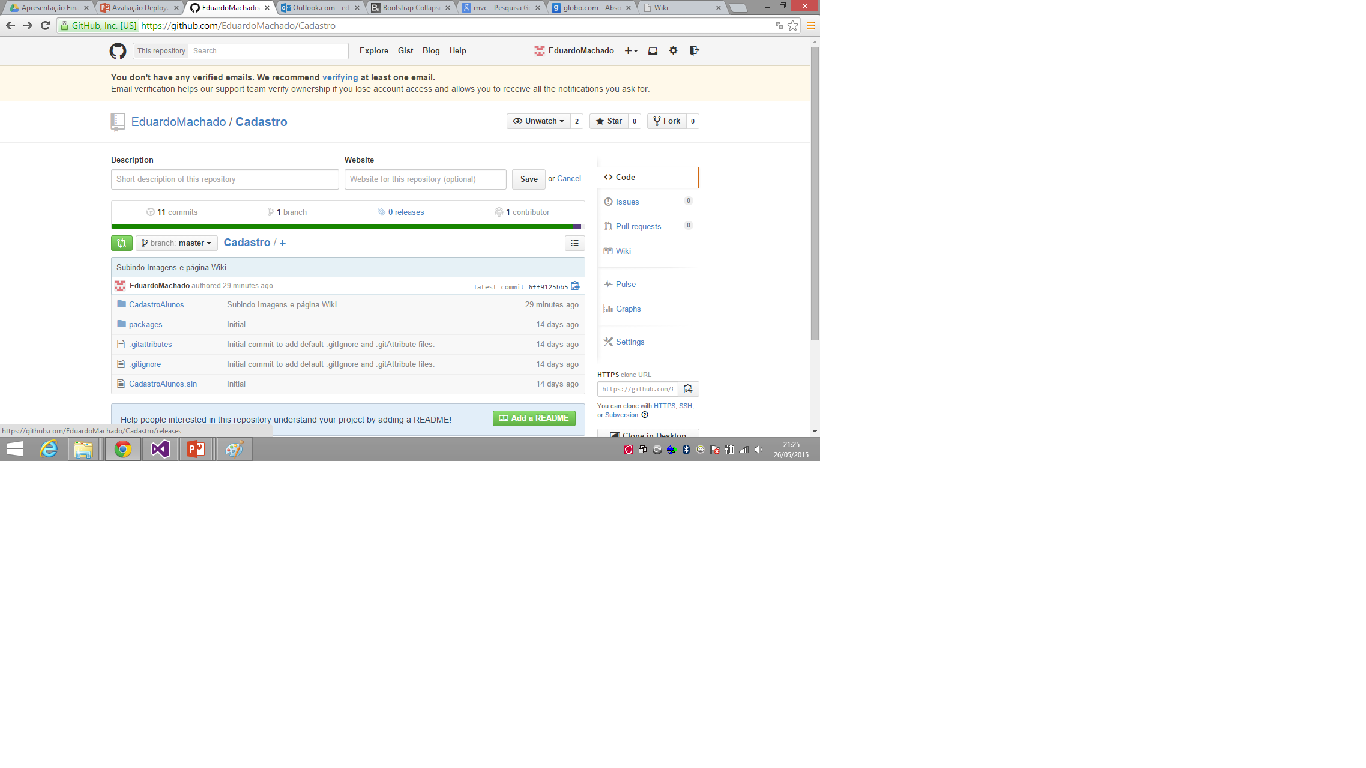 Apresentação Em
Avaliação Deploy
EduardoMachado
Outlook.com
Bootstrap Collaps
mvc - Pesquisa G
globo.com - Abso
Wiki
GitHub, Inc. [US] https://github.com/EduardoMachado/Cadastro
This repository Search Explore Gist Blog Help EduardoMachado
You don't have any verified emails. We recommend verifying at least one email.
Email verification helps our support team verify ownership if you lose account access and allows you to receive all the notifications you ask for.
EduardoMachado / Cadastro Unwatch 2 Star 0 Fork 0
Description Website
Short description of this repository Website for this repository (optional) Save or Cancel
11 commits 1 branch 0 releases 1 contributor
branch: master Cadastro / +
Subindo Imagens e página Wiki
EduardoMachado authored 29 minutes ago latest commit
CadastroAlunos Subindo Imagens e página Wiki 29 minutes ago
packages Initial 14 days ago
.gitattributes Initial commit to add default .gitIgnore and .gitAttribute files. 14 days ago
.gitignore Initial commit to add default .gitIgnore and .gitAttribute files. 14 days ago
CadastroAlunos.sln Initial 14 days ago
Help people interested in this repository understand your project by adding a README! Add a README
Code
Issues 0
Pull requests 0
Wiki
Pulse
Graphs
Settings
HTTPS clone URL
https://github.com/
You can clone with HTTPS, SSH
or Subversion.
Clone in Desktop
https://github.com/EduardoMachado/Cadastro/releases
26/05/2015